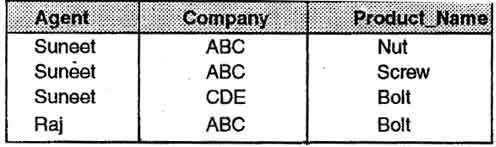 Agent Company Product_Name
Suneet ABC Nut
Suneet ABC Screw
Suneet CDE Bolt
Raj ABC Bolt